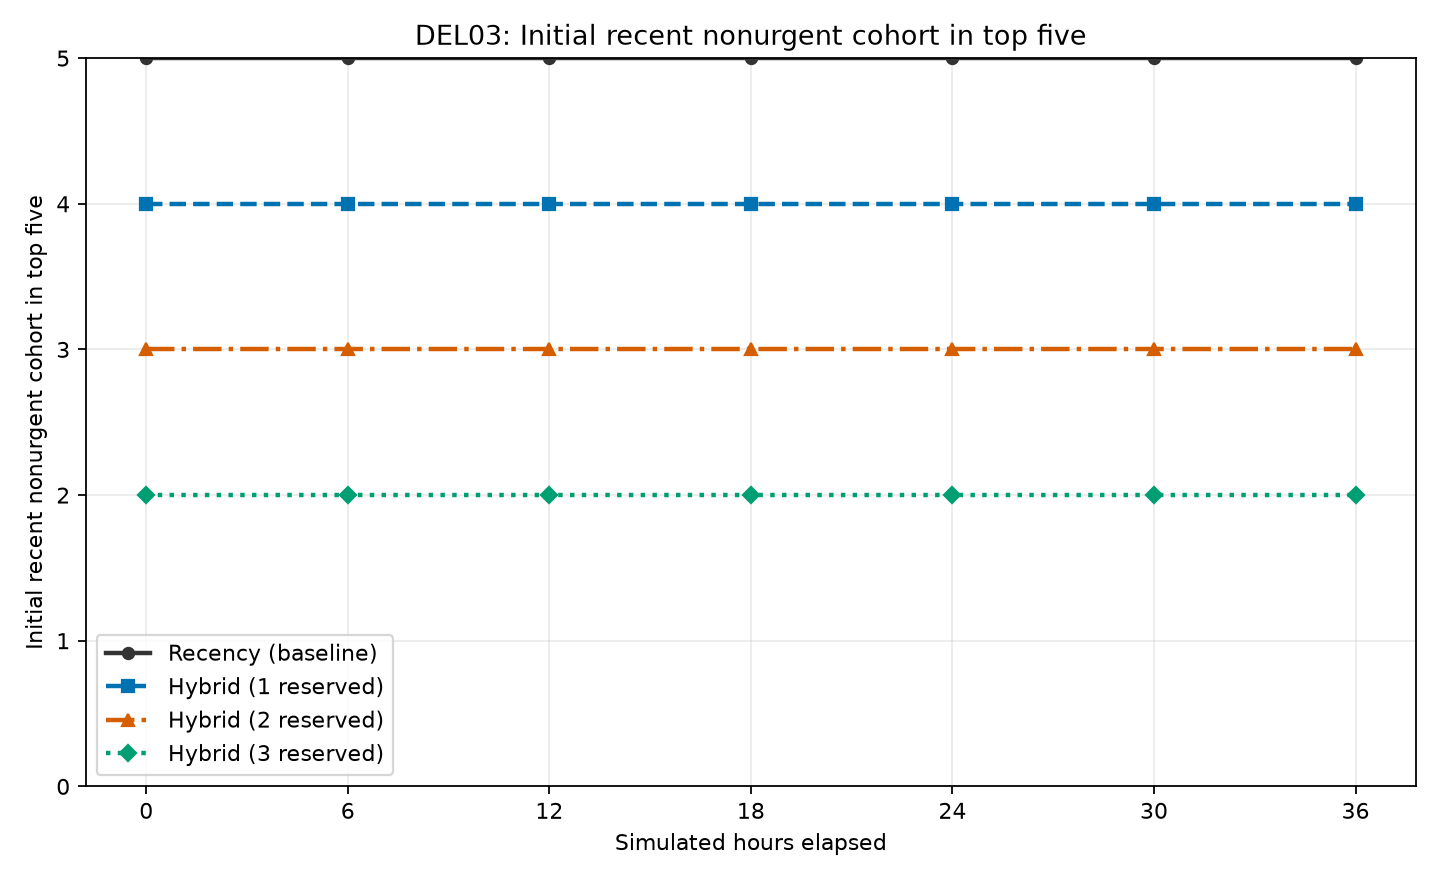 DEL03: Initial recent nonurgent cohort in top five
Initial recent nonurgent cohort in top five
5
4
3
2
1
0
Recency (baseline)
Hybrid (1 reserved)
Hybrid (2 reserved)
Hybrid (3 reserved)
0 6 12 18 24 30 36
Simulated hours elapsed